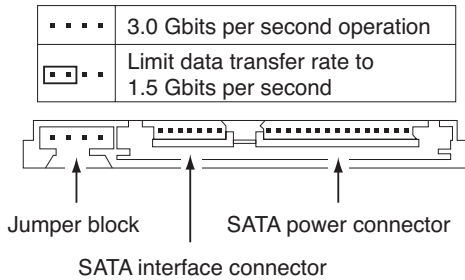 3.0 Gbits per second operation
Limit data transfer rate to
1.5 Gbits per second
Jumper block
SATA power connector
SATA interface connector